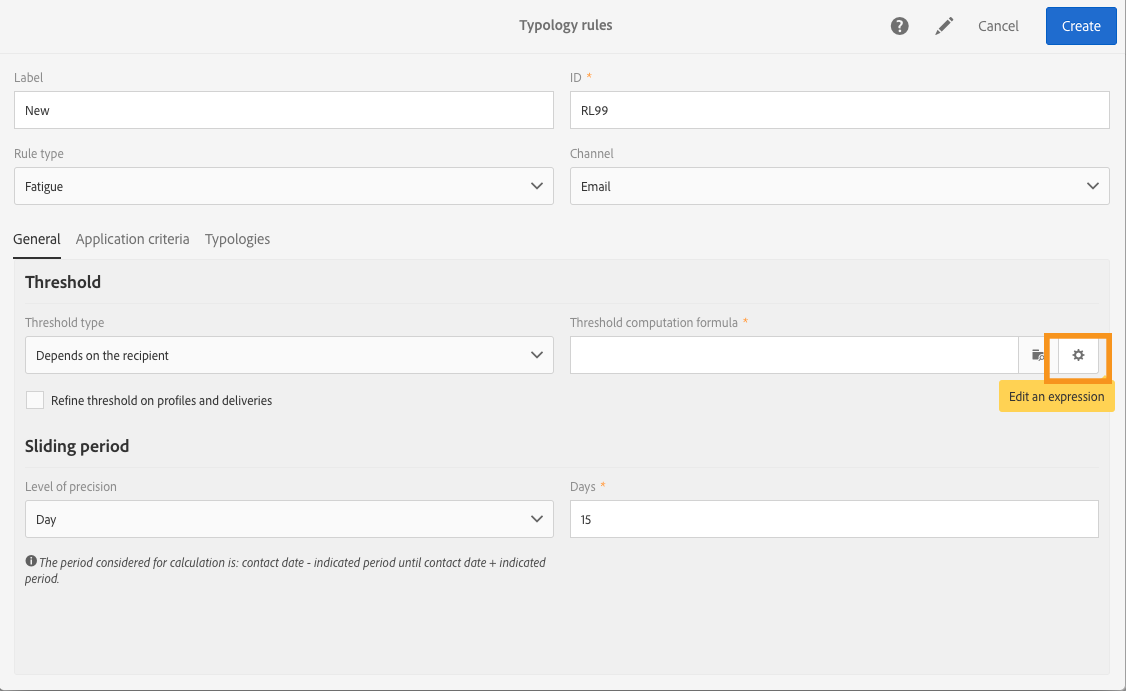 Typology rules
Cancel
Create
Label
ID *
New
RL99
Rule type
Channel
Fatigue
Email
General
Application criteria
Typologies
Threshold
Threshold type
Threshold computation formula *
Depends on the recipient
Refine threshold on profiles and deliveries
Edit an expression
Sliding period
Level of precision
Days *
Day
15
The period considered for calculation is: contact date - indicated period until contact date + indicated
period.